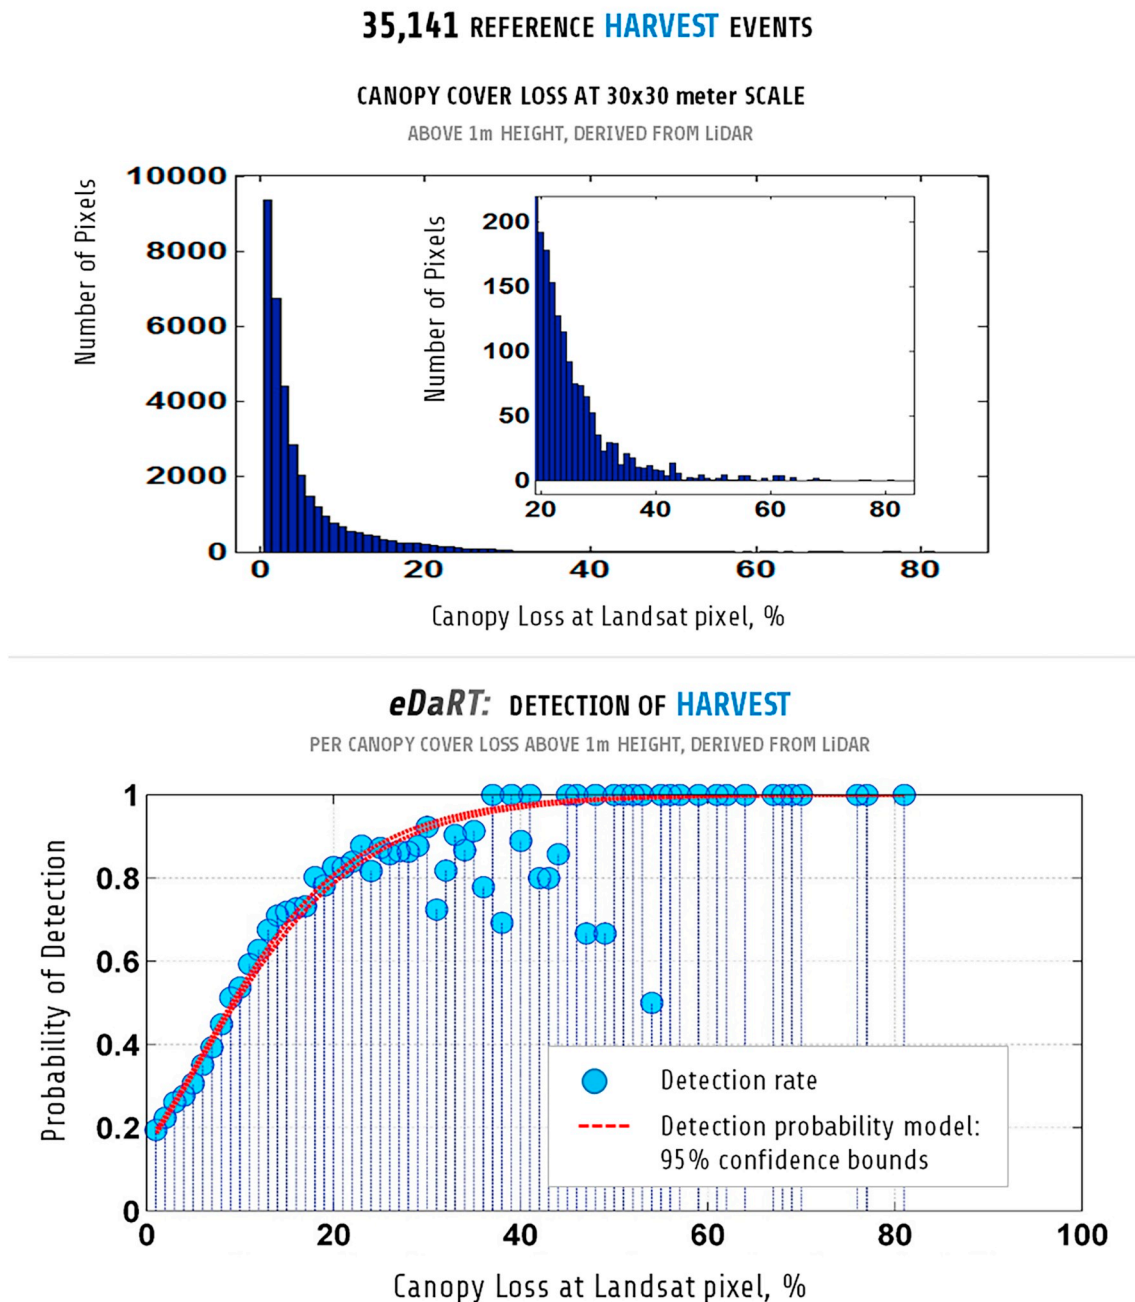 35,141 REFERENCE HARVEST EVENTS
CANOPY COVER LOSS AT 30x30 meter SCALE
ABOVE 1m HEIGHT, DERIVED FROM LiDAR
Number of Pixels
10000
8000
6000
4000
2000
0
0
20
40
60
80
Number of Pixels
200
150
100
50
0
20
40
60
80
Canopy Loss at Landsat pixel, %
eDaRT: DETECTION OF HARVEST
PER CANOPY COVER LOSS ABOVE 1m HEIGHT, DERIVED FROM LiDAR
Probability of Detection
1
0.8
0.6
0.4
0.2
0
Detection rate
Detection probability model:
95% confidence bounds
0
20
40
60
80
100
Canopy Loss at Landsat pixel, %